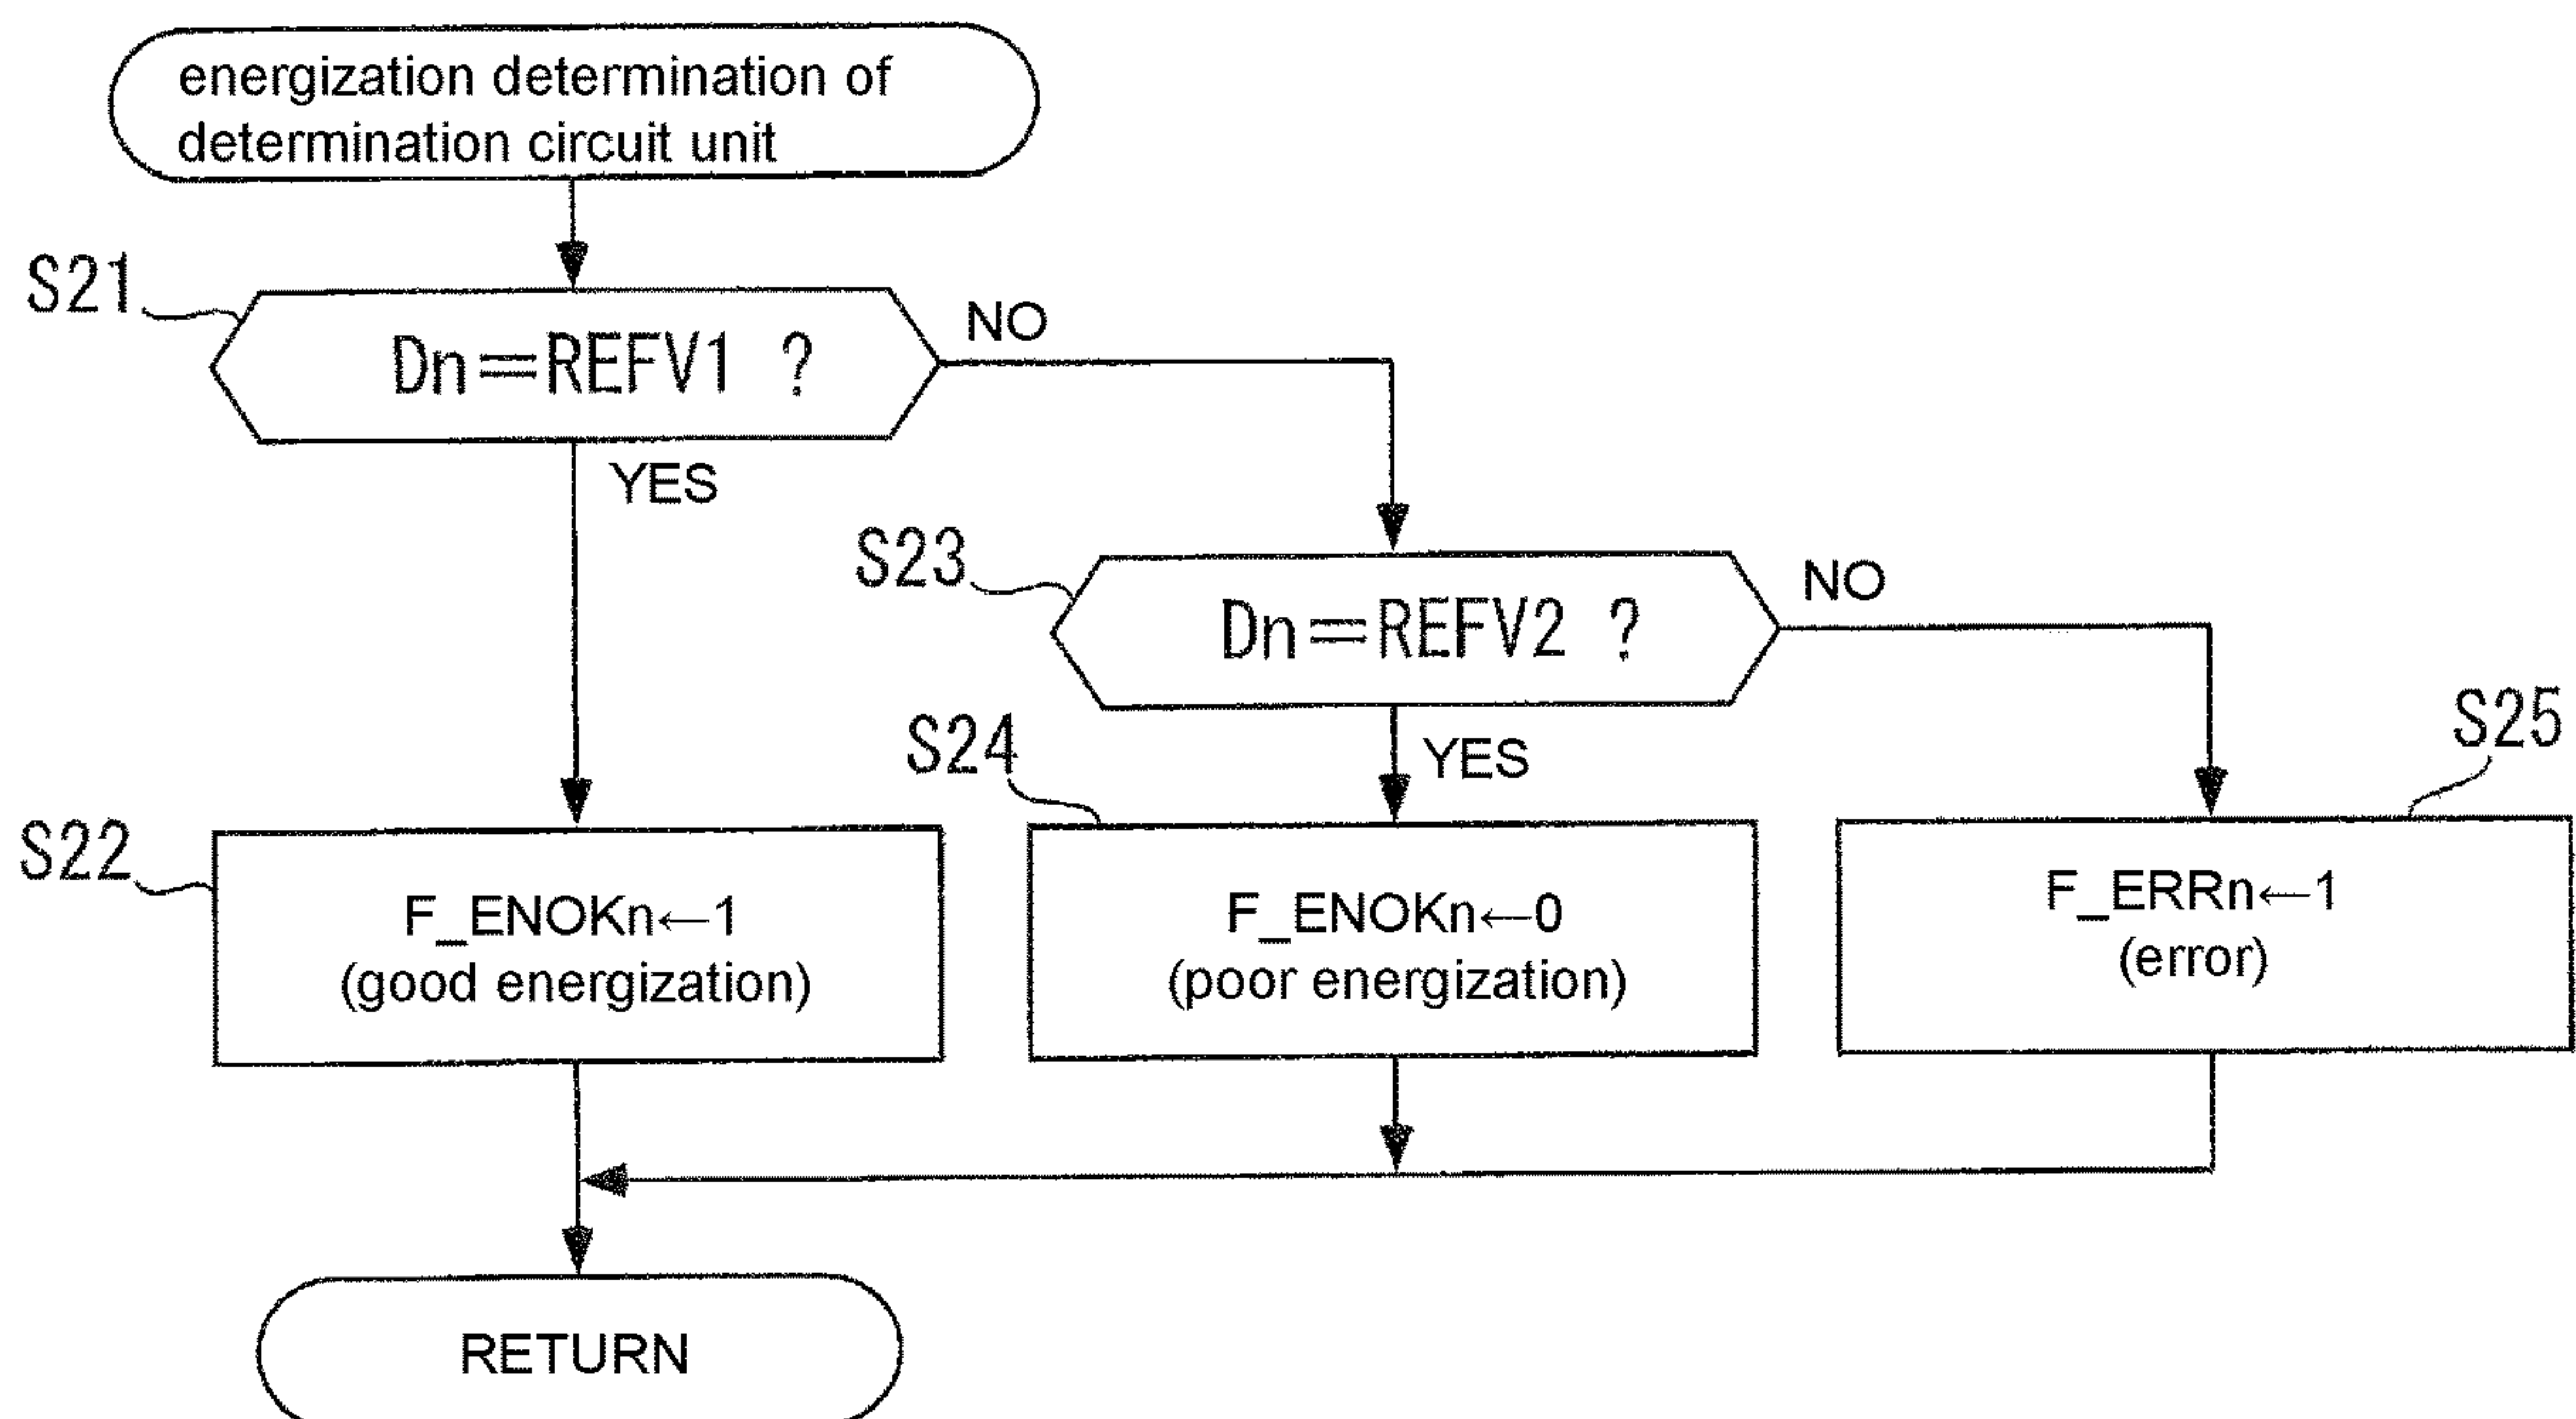 energization determination of
determination circuit unit
S21
Dn=REFV1 ?
NO
YES
S23
Dn=REFV2 ?
NO
YES
S24
S25
S22
F_ENOKn←1
(good energization)
F_ENOKn←0
(poor energization)
F_ERRn←1
(error)
RETURN